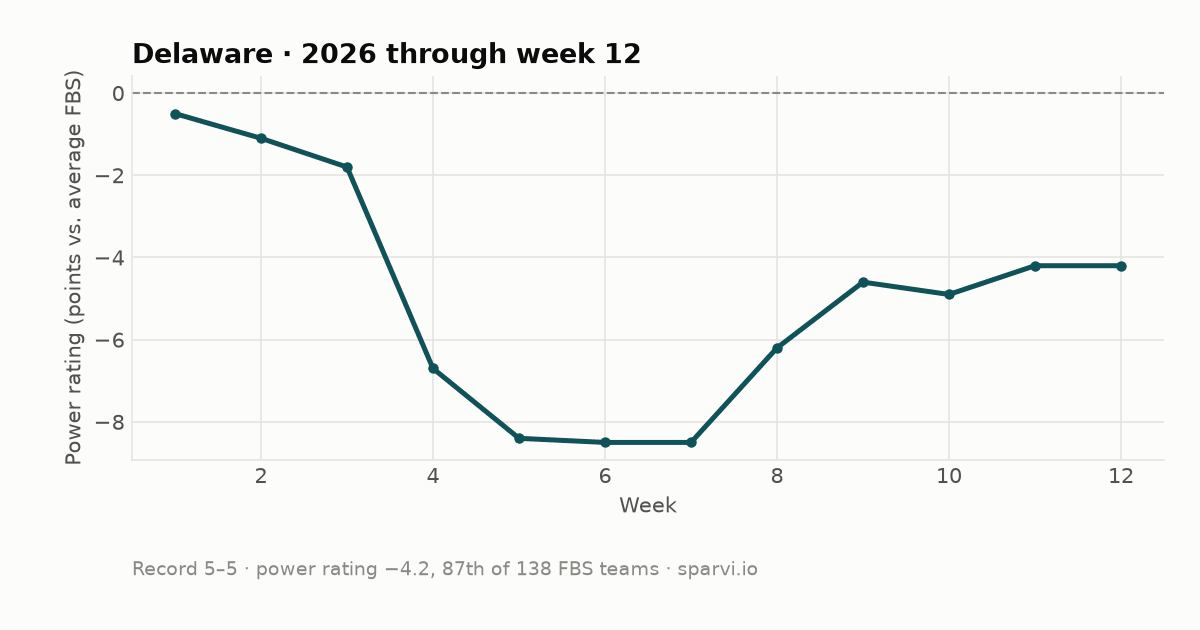 Delaware · 2026 through week 12
Power rating (points vs. average FBS)
0
−2
−4
−6
−8
2 4 6 8 10 12
Week
Record 5–5 · power rating −4.2, 87th of 138 FBS teams · sparvi.io